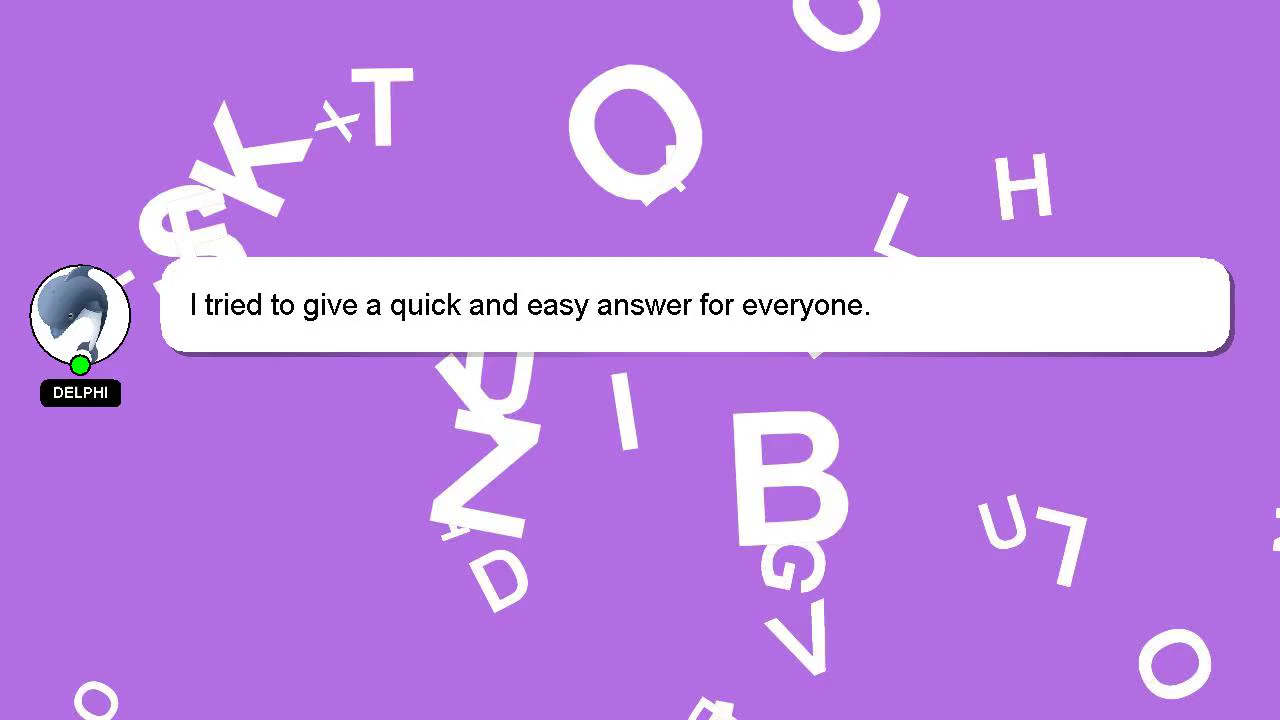 I tried to give a quick and easy answer for everyone.
DELPHI
T
X
K
O
H
L
S
E
U
I
Z
B
D
G
V
U
L
O
O